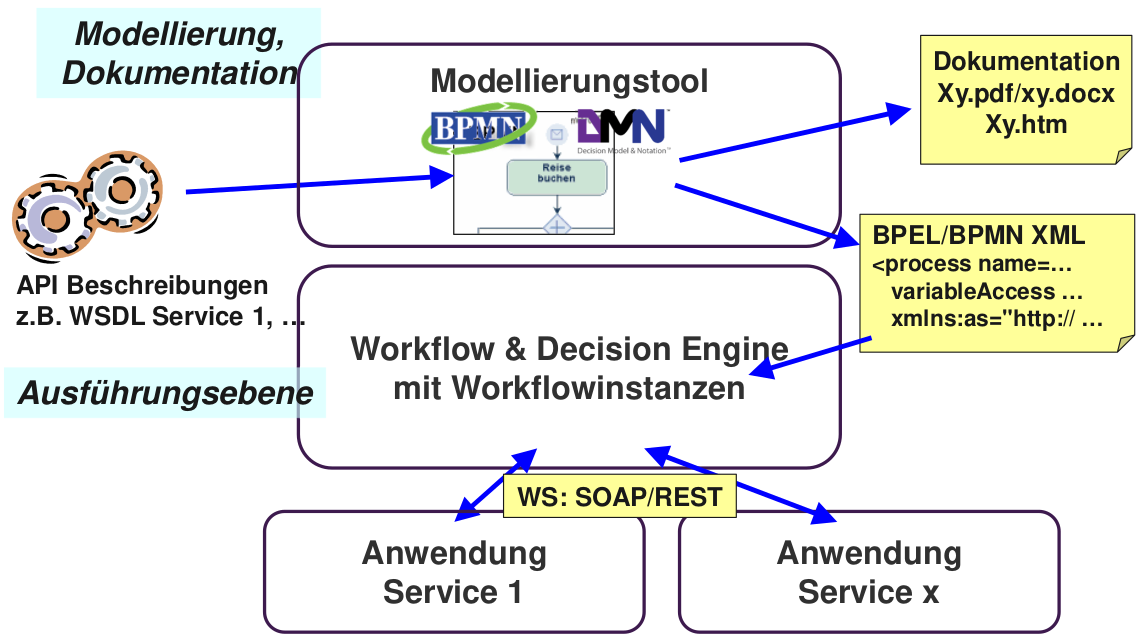 Modellierung,
Dokumentation
Modellierungstool
BPMN
DMN
Decision Model & Notation™
Reise
buchen
Dokumentation
Xy.pdf/xy.docx
Xy.htm
API Beschreibungen
z.B. WSDL Service 1, …
BPEL/BPMN XML
<process name=…
variableAccess …
xmlns:as="http:// …
Workflow & Decision Engine
mit Workflowinstanzen
Ausführungsebene
WS: SOAP/REST
Anwendung
Service 1
Anwendung
Service x